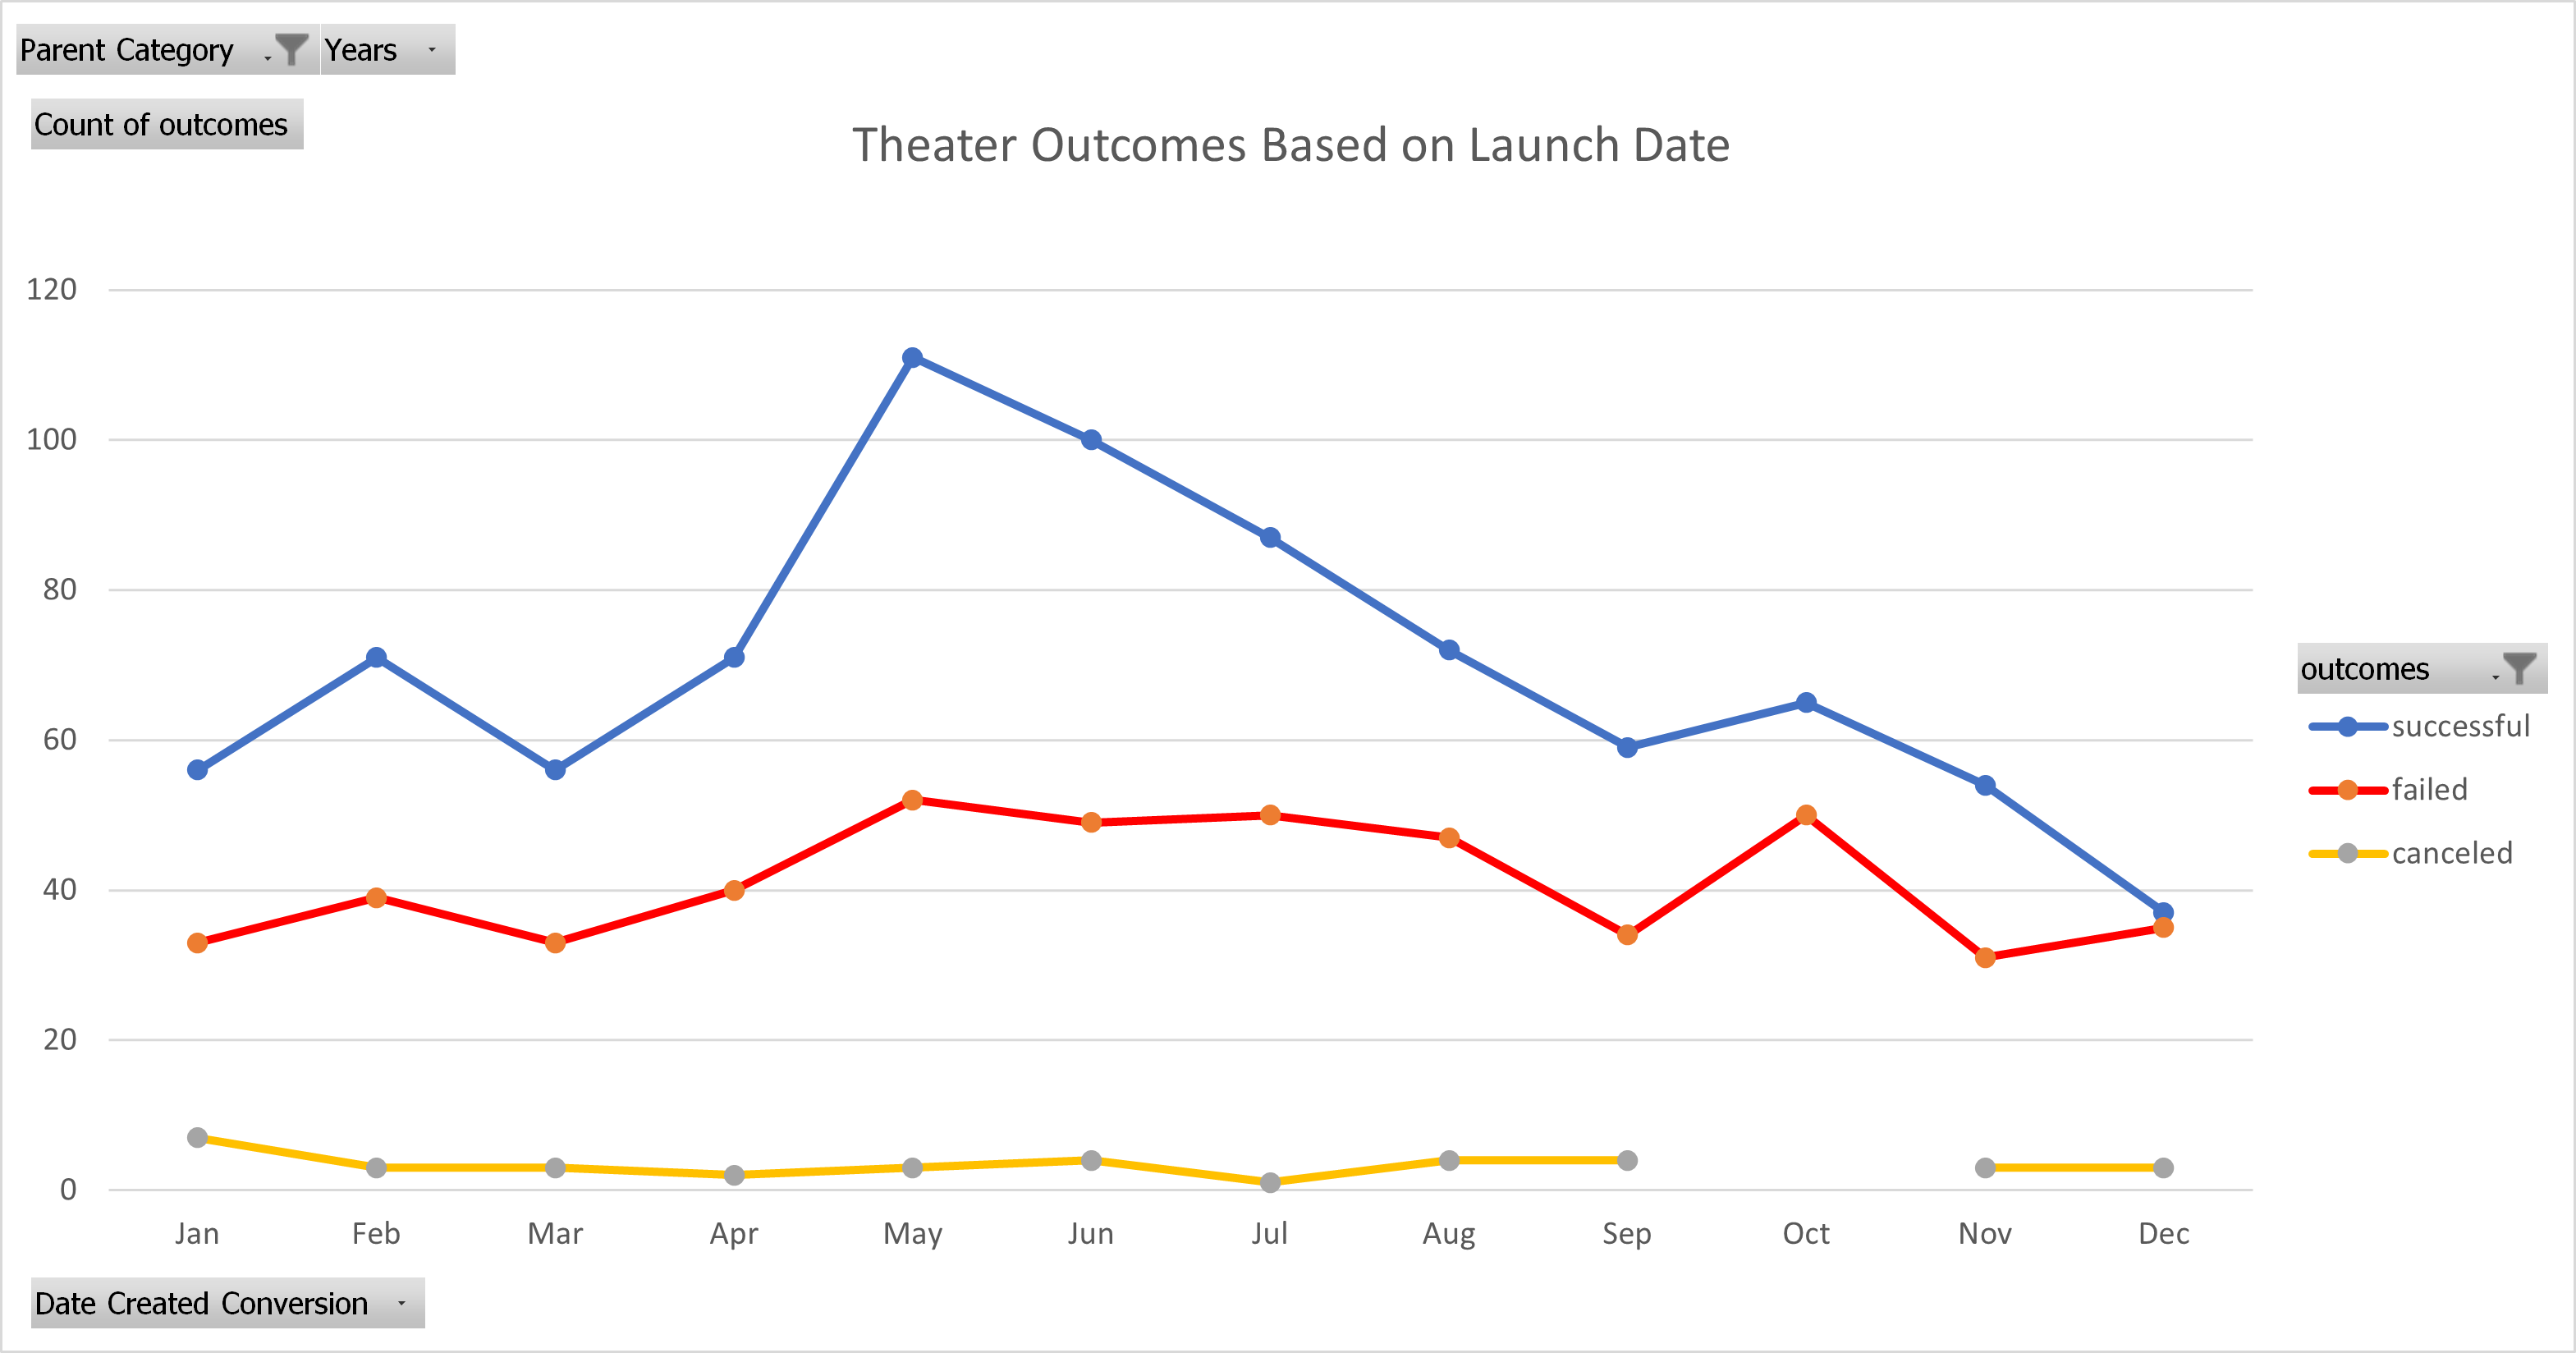 Parent Category Years
Count of outcomes
Theater Outcomes Based on Launch Date
120
100
80
60
40
20
0
Jan Feb Mar Apr May Jun Jul Aug Sep Oct Nov Dec
outcomes
successful
failed
canceled
Date Created Conversion